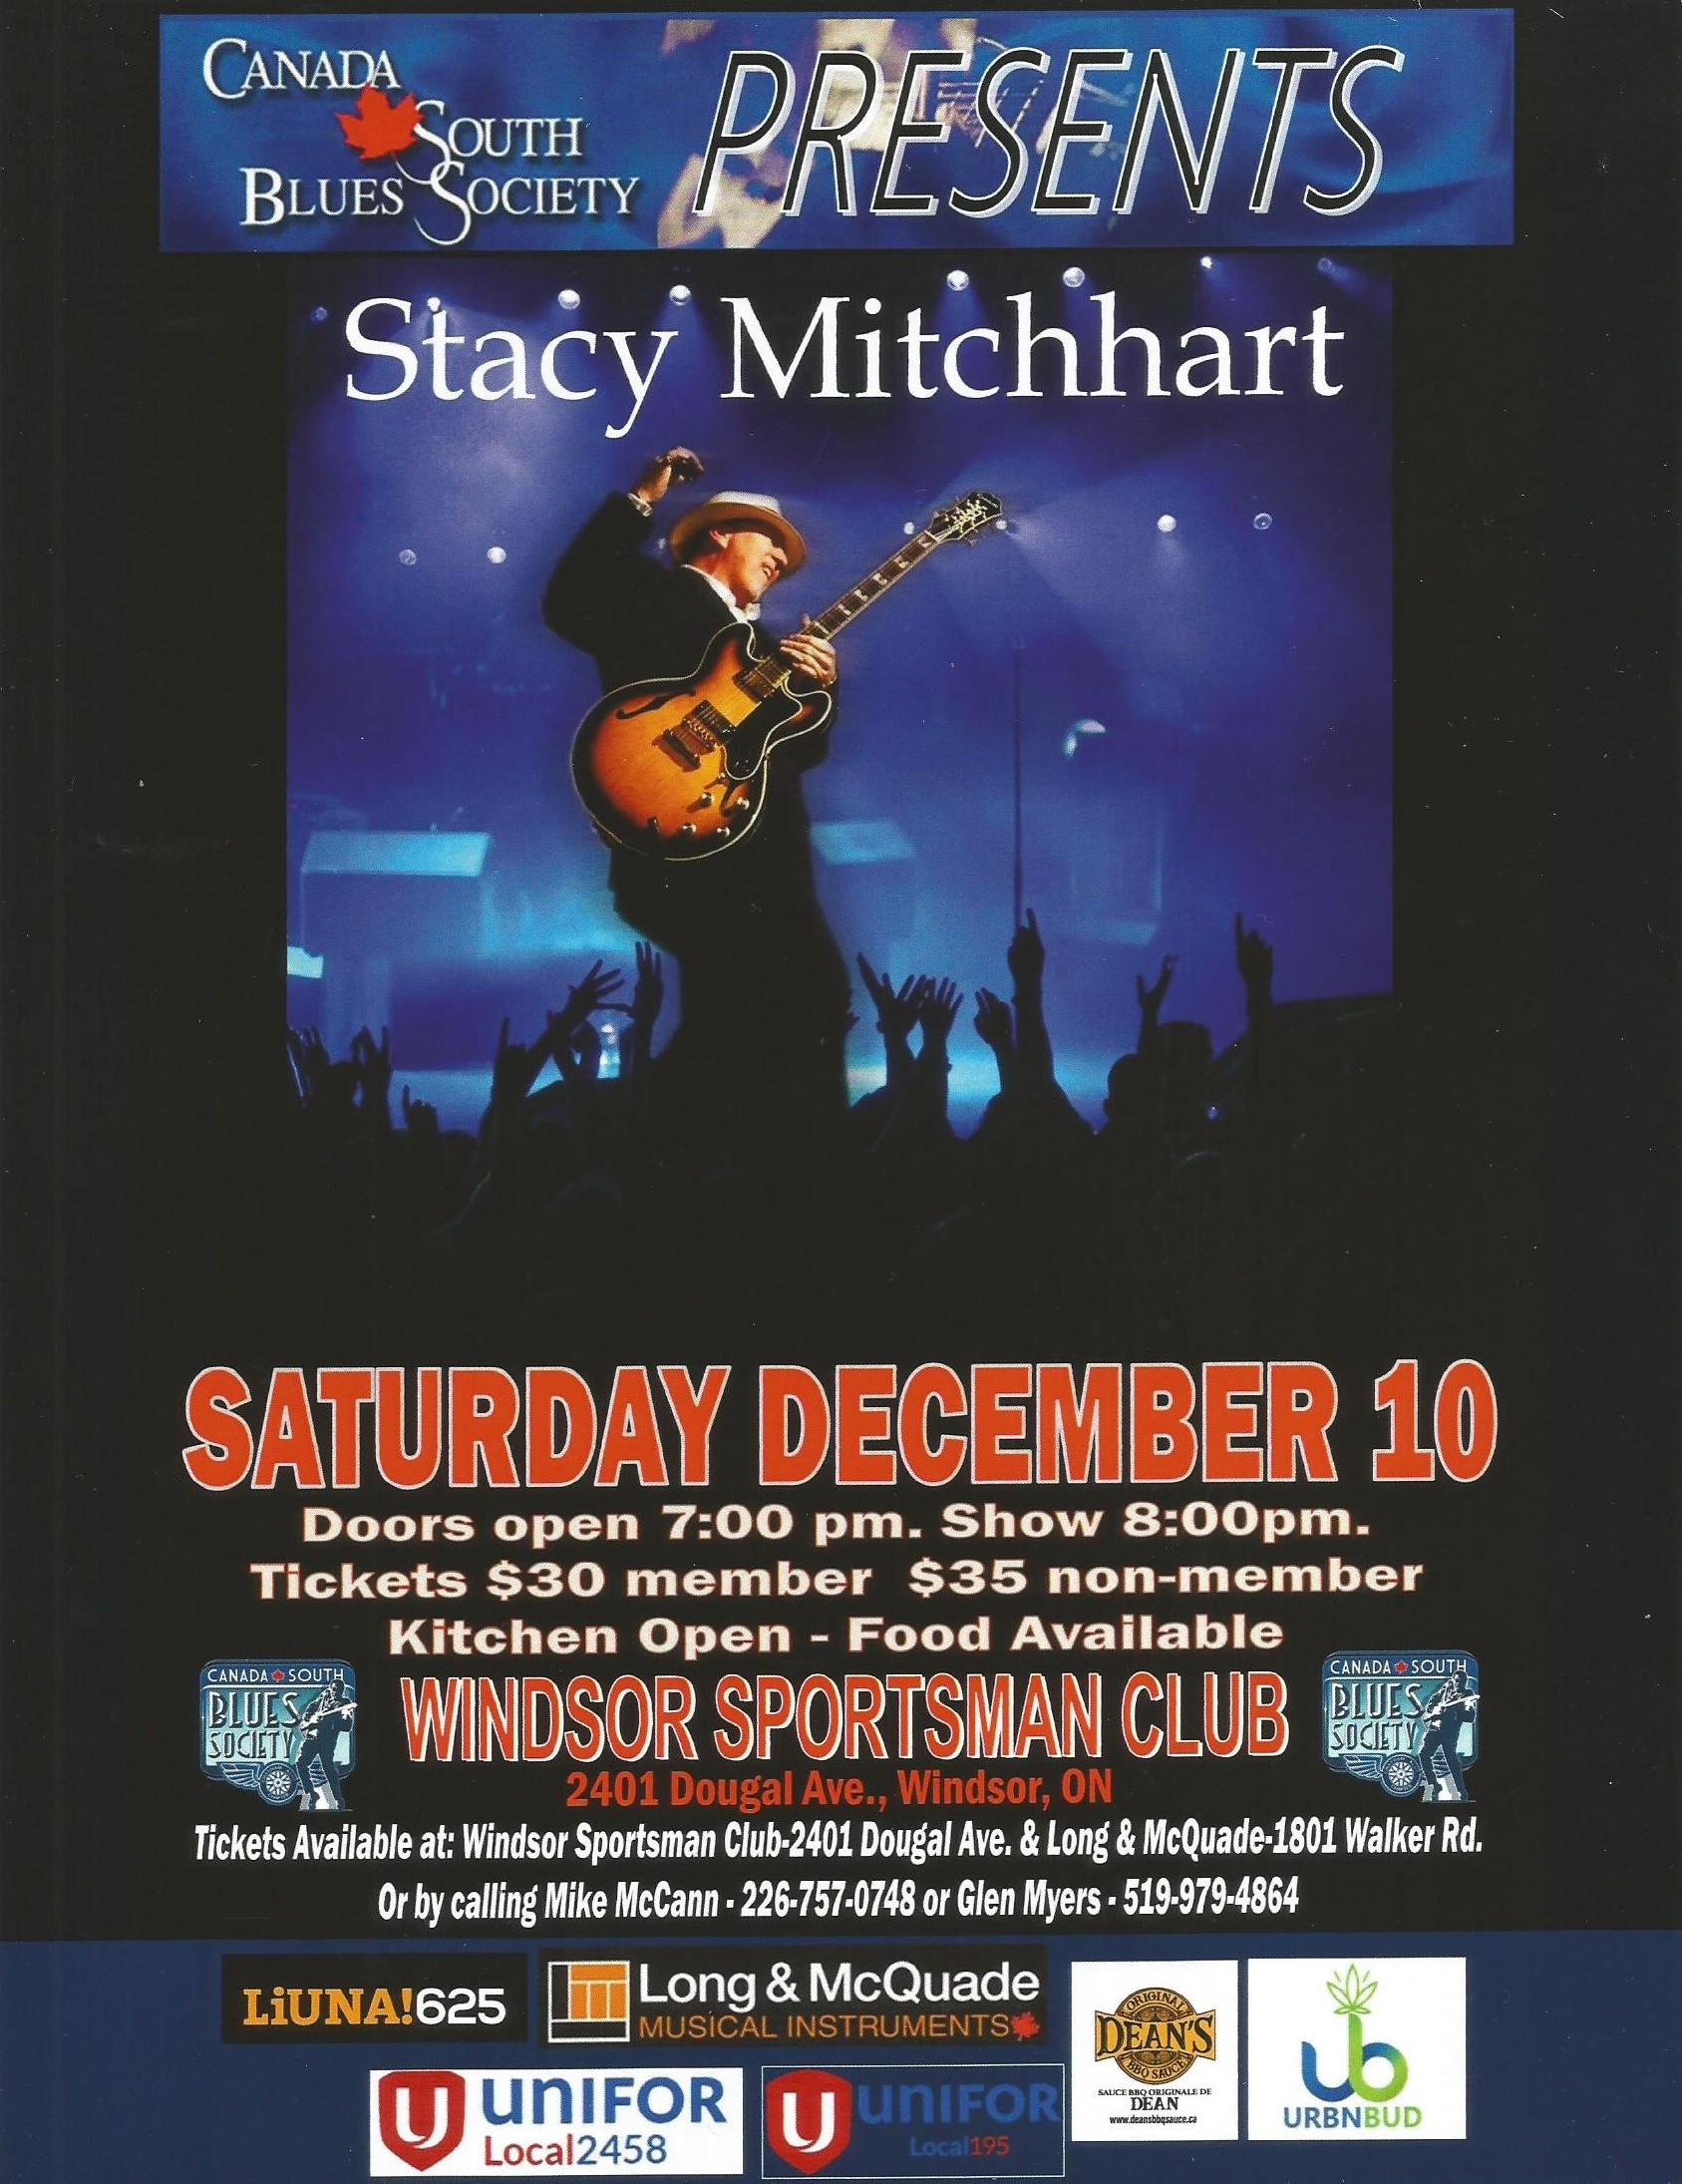 CANADA
SOUTH
BLUES SOCIETY
PRESENTS
Stacy Mitchhart
SATURDAY DECEMBER 10
Doors open 7:00 pm. Show 8:00pm.
Tickets $30 member $35 non-member
Kitchen Open - Food Available
CANADA SOUTH
BLUES
SOCIETY
WINDSOR SPORTSMAN CLUB
CANADA SOUTH
BLUES
SOCIETY
2401 Dougal Ave., Windsor, ON
Tickets Available at: Windsor Sportsman Club-2401 Dougal Ave. & Long & McQuade-1801 Walker Rd.
Or by calling Mike McCann - 226-757-0748 or Glen Myers - 519-979-4864
LiUNA!625
Long & McQuade
MUSICAL INSTRUMENTS
ORIGINAL
DEAN'S
BBQ SAUCE
SAUCE BBQ ORIGINALE DE
DEAN
www.deansbbqsauce.ca
ub
URBNBUD
U UNIFOR
Local2458
U UNIFOR
Local195